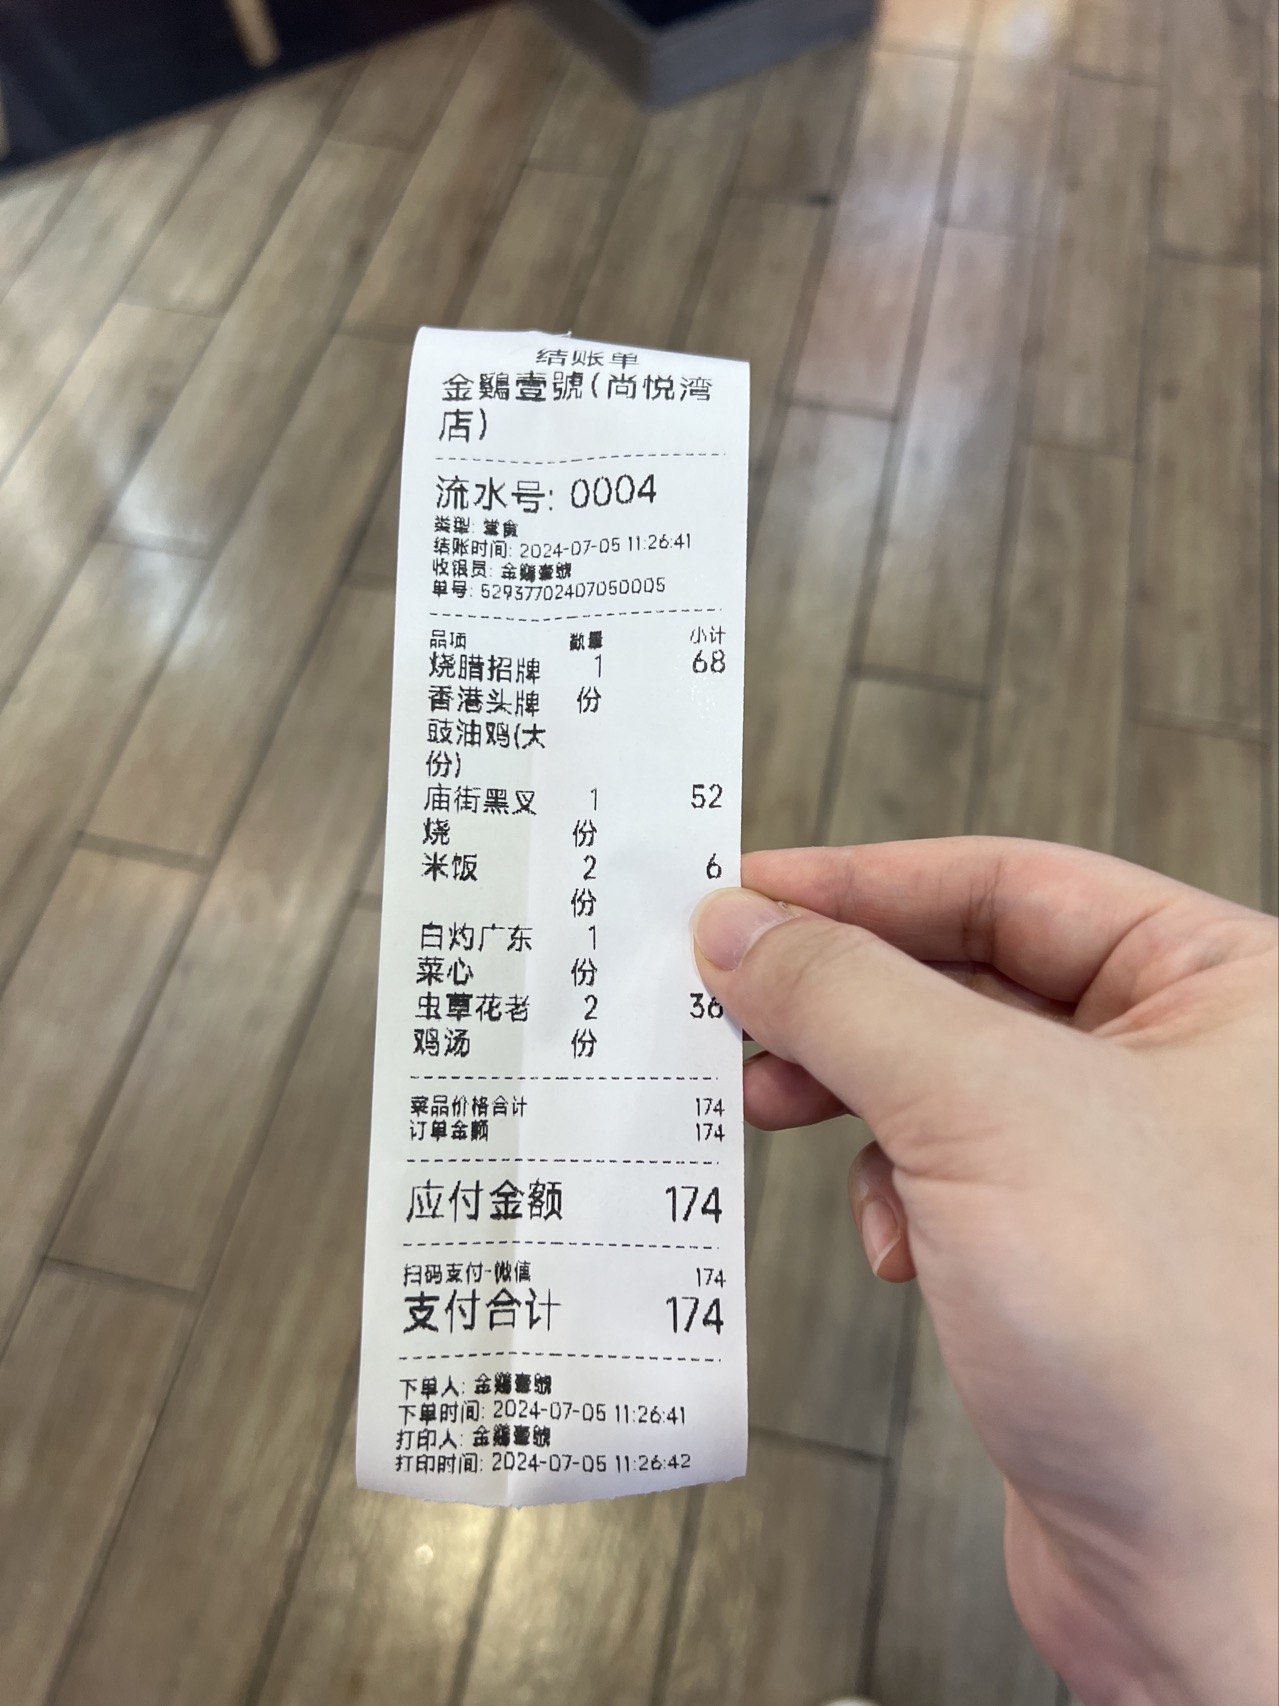 结账单
金鷄壹號(尚悦湾
店)
流水号: 0004
类型: 堂食
结账时间: 2024-07-05 11:26:41
收银员: 金鷄壹號
单号: 52937702407050005
品项 数量 小计
烧腊招牌 1 68
香港头牌 份
豉油鸡(大
份)
庙街黑叉 1 52
烧 份
米饭 2 6
份
白灼广东 1
菜心 份
虫草花老 2 36
鸡汤 份
菜品价格合计 174
订单金额 174
应付金额 174
扫码支付-微信 174
支付合计 174
下单人: 金鷄壹號
下单时间: 2024-07-05 11:26:41
打印人: 金鷄壹號
打印时间: 2024-07-05 11:26:42